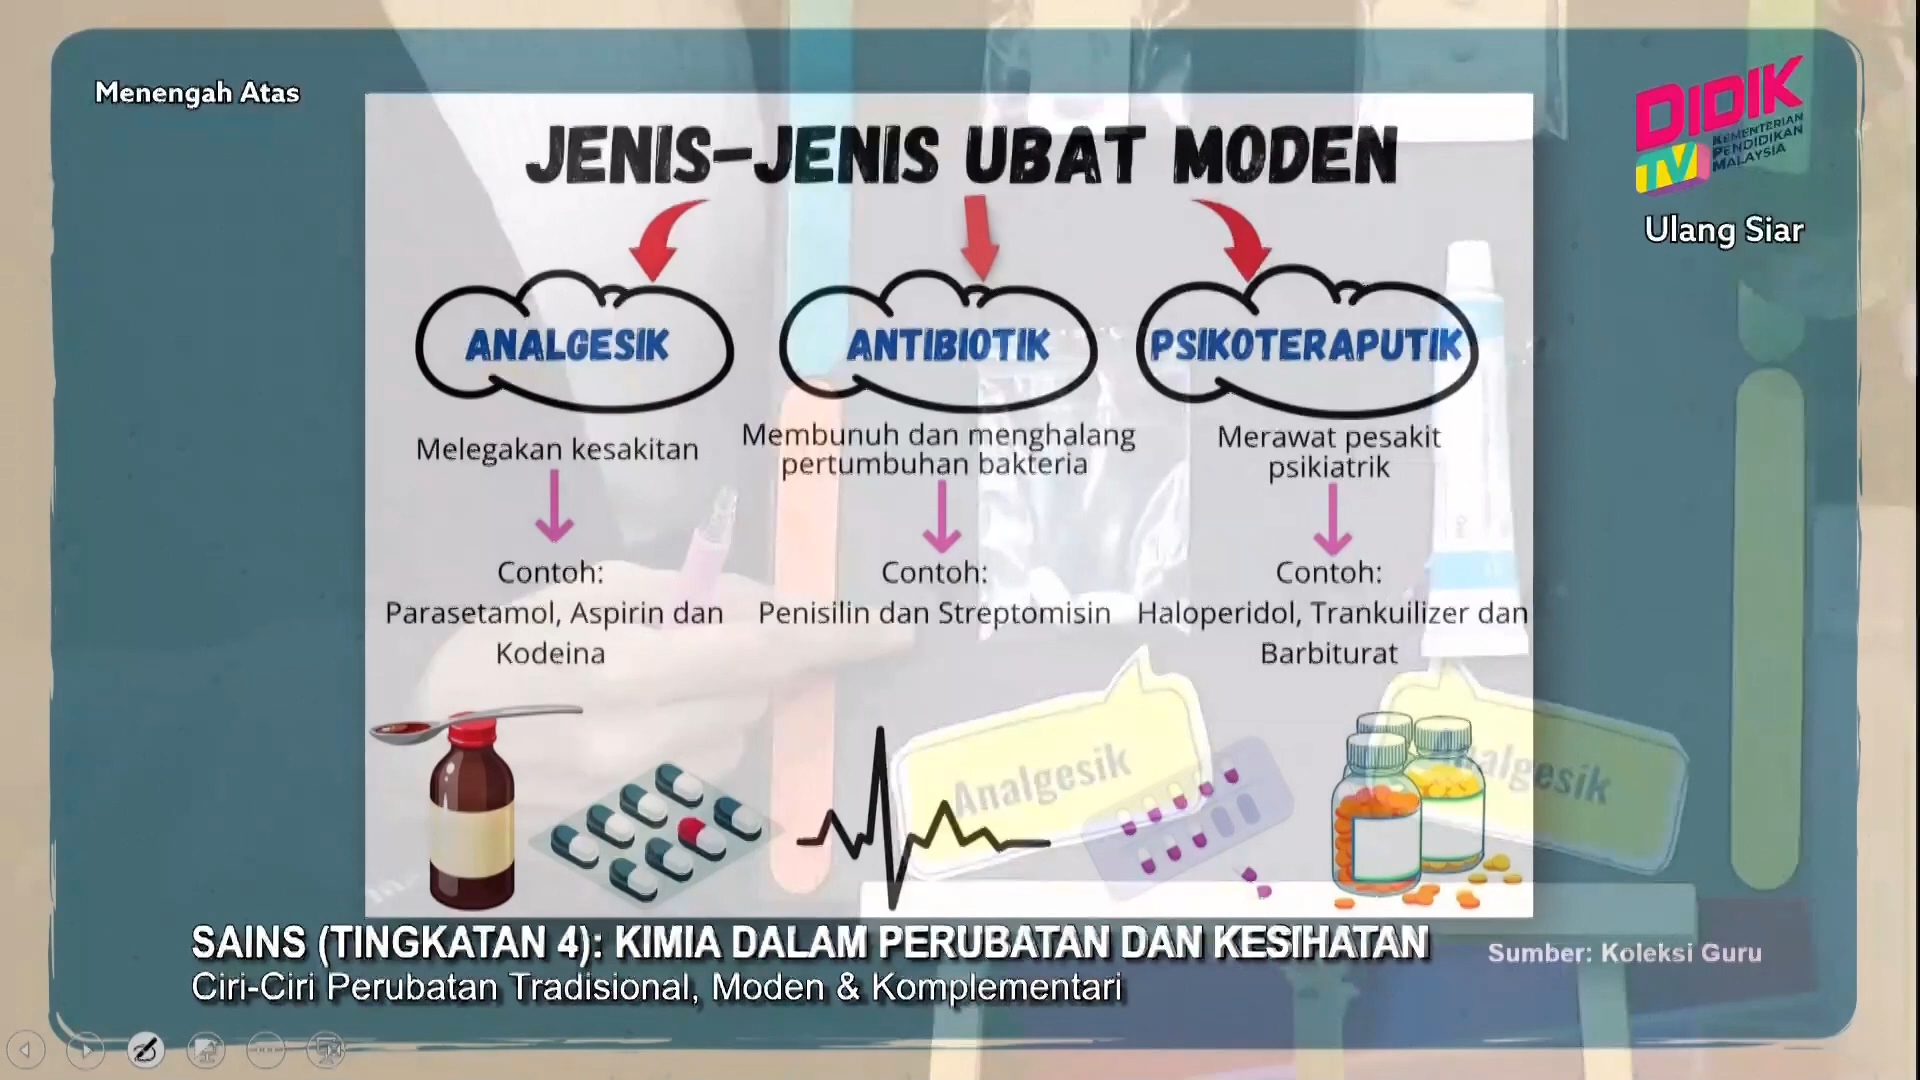 Menengah Atas
DIDIK
TV
KEMENTERIAN
PENDIDIKAN
MALAYSIA
Ulang Siar
JENIS-JENIS UBAT MODEN
ANALGESIK
ANTIBIOTIK
PSIKOTERAPUTIK
Melegakan kesakitan
Membunuh dan menghalang
pertumbuhan bakteria
Merawat pesakit
psikiatrik
Contoh:
Parasetamol, Aspirin dan
Kodeina
Contoh:
Penisilin dan Streptomisin
Contoh:
Haloperidol, Trankuilizer dan
Barbiturat
Analgesik
Analgesik
SAINS (TINGKATAN 4): KIMIA DALAM PERUBATAN DAN KESIHATAN
Ciri-Ciri Perubatan Tradisional, Moden & Komplementari
Sumber: Koleksi Guru